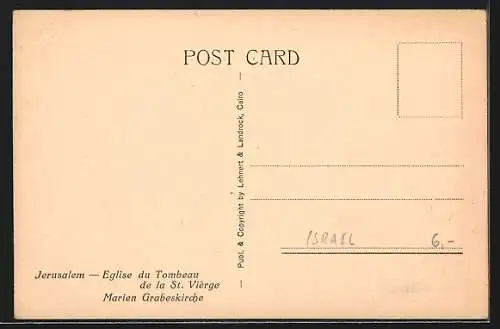 POST CARD
Publ. & Copyright by Lehnert & Landrock, Cairo
ISRAEL 6,-
Jerusalem — Eglise du Tombeau
de la St. Vièrge
Marien Grabeskirche